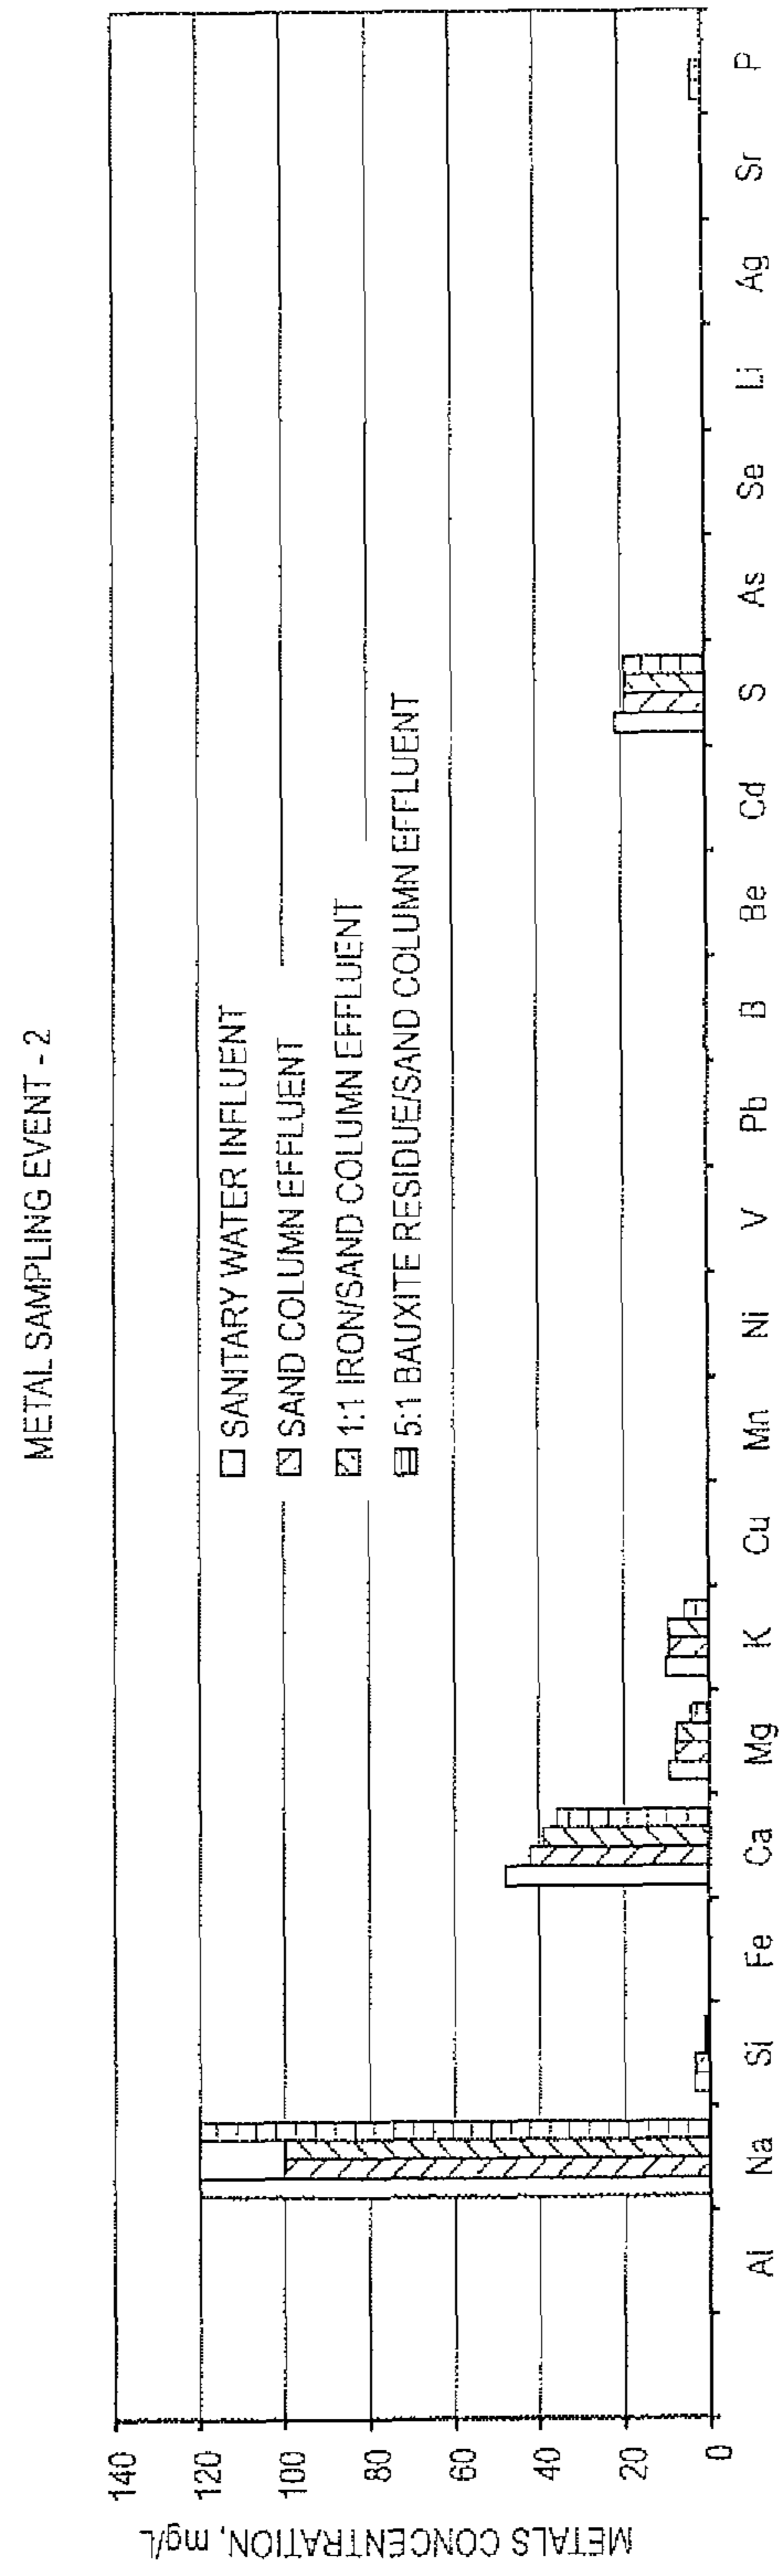 METAL SAMPLING EVENT - 2
METALS CONCENTRATION, mg/L
140
120
100
80
60
40
20
0
SANITARY WATER INFLUENT
SAND COLUMN EFFLUENT
1:1 IRON/SAND COLUMN EFFLUENT
5:1 BAUXITE RESIDUE/SAND COLUMN EFFLUENT
Al Na Si Fe Ca Mg K Cu Mn Ni V Pb B Be Cd S As Se Li Ag Sr P